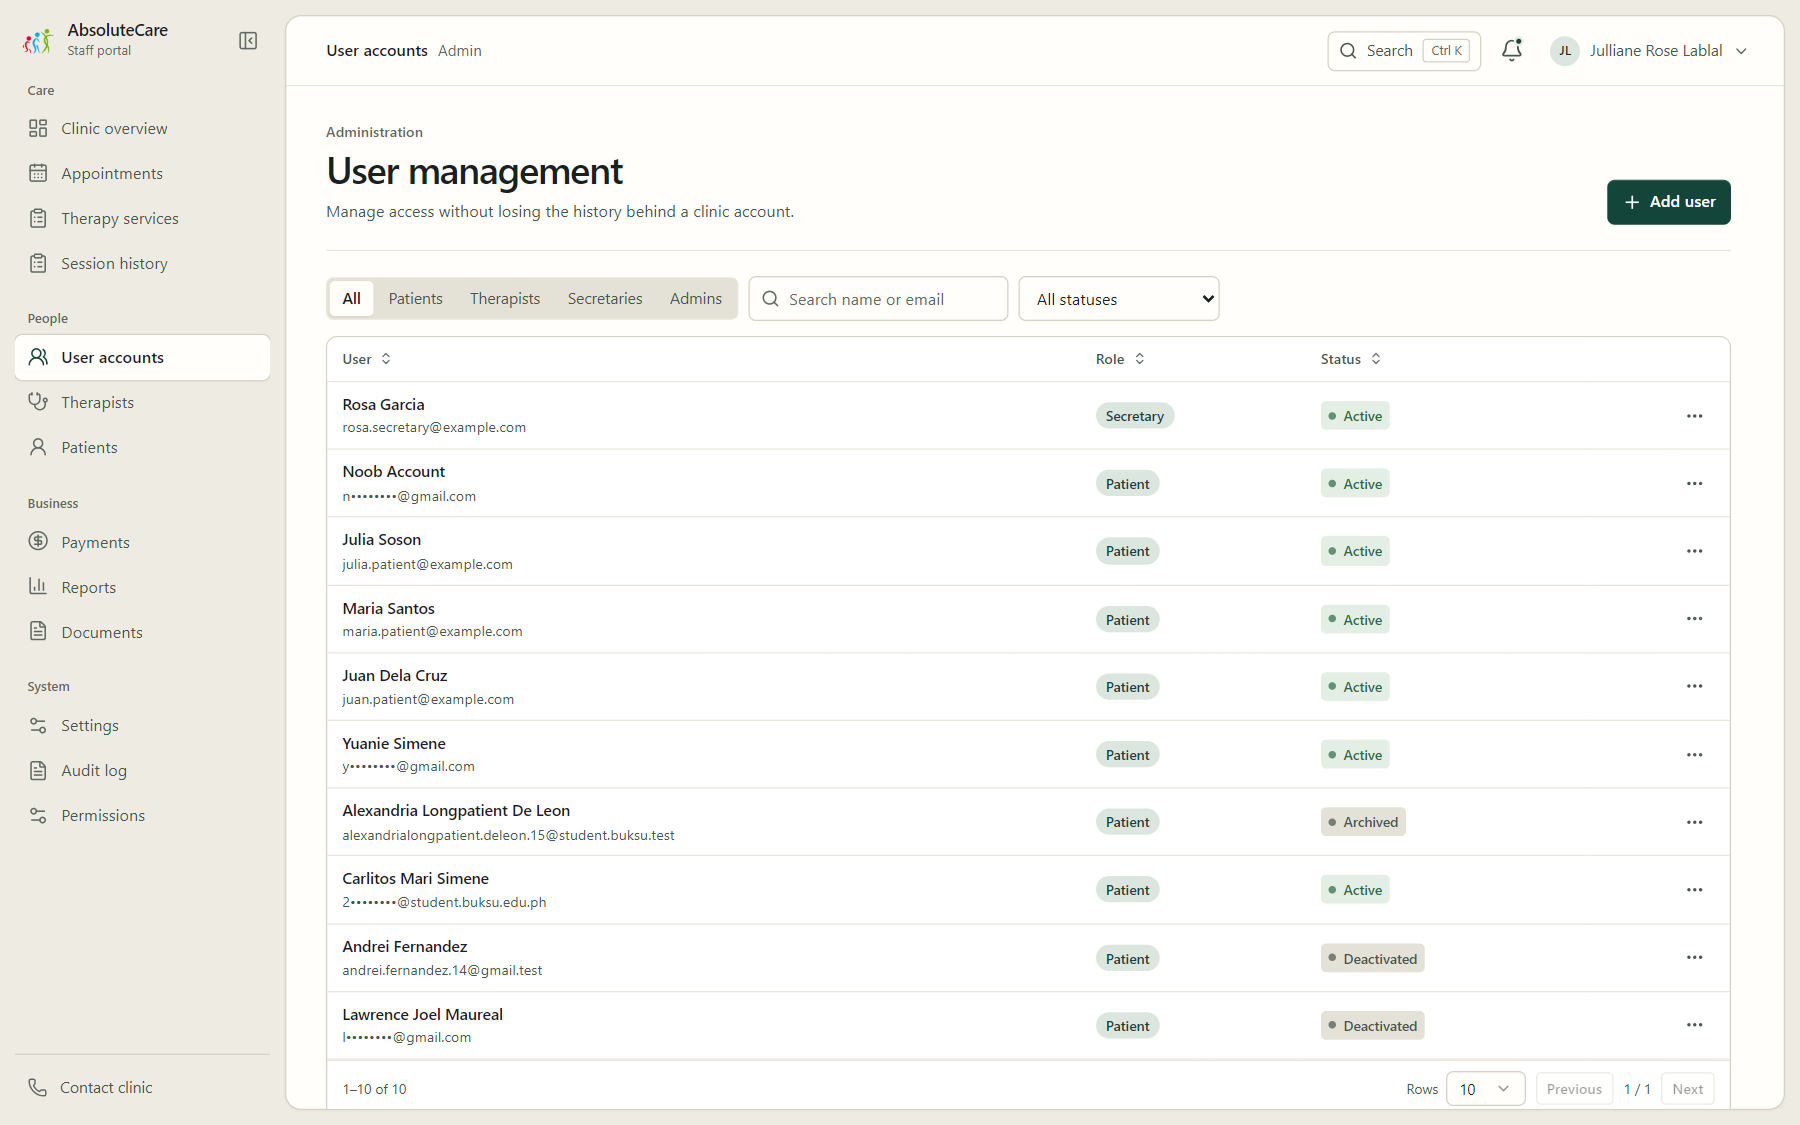 AbsoluteCare
Staff portal
Care
Clinic overview
Appointments
Therapy services
Session history
People
User accounts
Therapists
Patients
Business
Payments
Reports
Documents
System
Settings
Audit log
Permissions
Contact clinic
User accounts Admin
Search Ctrl K
JL Julliane Rose Lablal
Administration
User management
Manage access without losing the history behind a clinic account.
+ Add user
All Patients Therapists Secretaries Admins
Search name or email
All statuses
User Role Status
Rosa Garcia
rosa.secretary@example.com
Secretary Active
Noob Account
n••••••••@gmail.com
Patient Active
Julia Soson
julia.patient@example.com
Patient Active
Maria Santos
maria.patient@example.com
Patient Active
Juan Dela Cruz
juan.patient@example.com
Patient Active
Yuanie Simene
y••••••••@gmail.com
Patient Active
Alexandria Longpatient De Leon
alexandrialongpatient.deleon.15@student.buksu.test
Patient Archived
Carlitos Mari Simene
2••••••••@student.buksu.edu.ph
Patient Active
Andrei Fernandez
andrei.fernandez.14@gmail.test
Patient Deactivated
Lawrence Joel Maureal
l••••••••@gmail.com
Patient Deactivated
1–10 of 10
Rows 10 Previous 1 / 1 Next